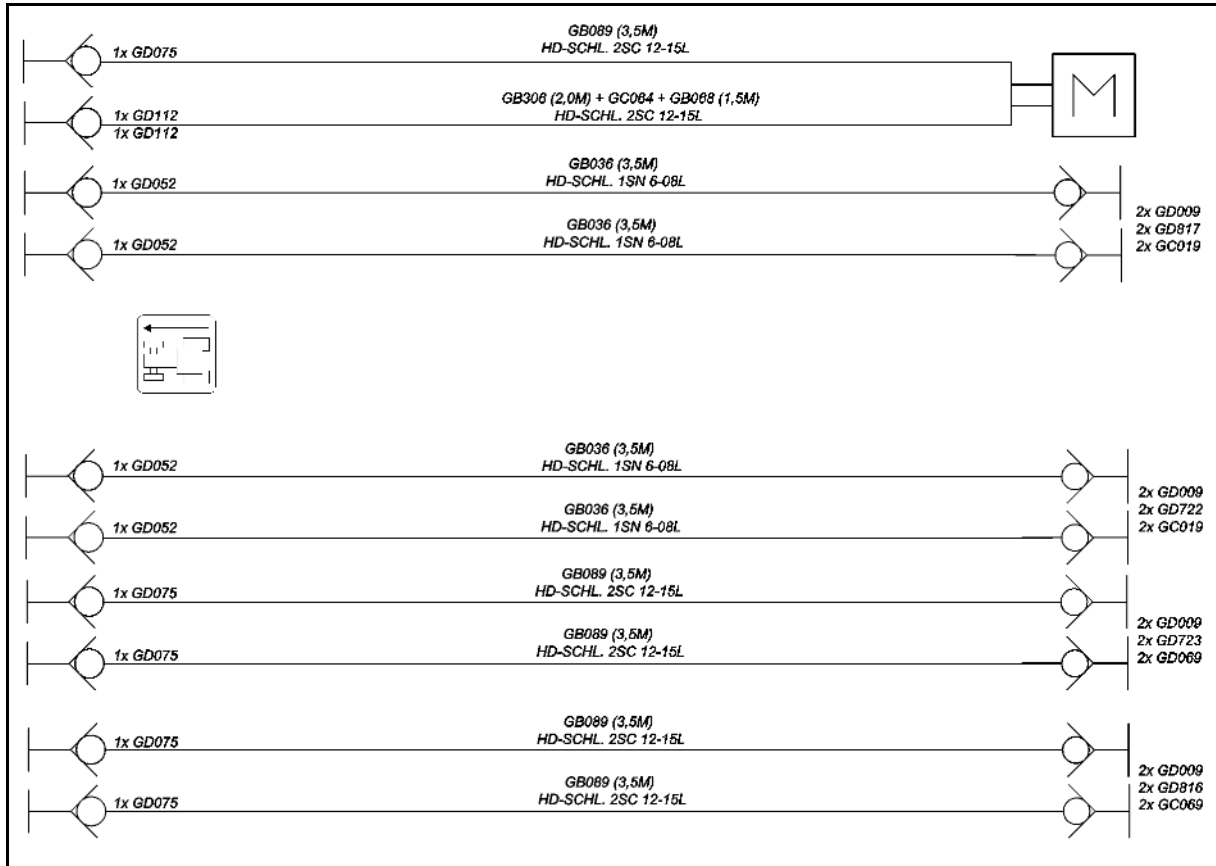 GB089 (3,5M)
HD-SCHL. 2SC 12-15L
1x GD075
M
GB306 (2,0M) + GC064 + GB068 (1,5M)
HD-SCHL. 2SC 12-15L
1x GD112
1x GD112
GB036 (3,5M)
HD-SCHL. 1SN 6-08L
1x GD052
2x GD009
2x GD817
2x GC019
GB036 (3,5M)
HD-SCHL. 1SN 6-08L
1x GD052
GB036 (3,5M)
HD-SCHL. 1SN 6-08L
1x GD052
2x GD009
2x GD722
2x GC019
GB036 (3,5M)
HD-SCHL. 1SN 6-08L
1x GD052
GB089 (3,5M)
HD-SCHL. 2SC 12-15L
1x GD075
2x GD009
2x GD723
2x GD069
GB089 (3,5M)
HD-SCHL. 2SC 12-15L
1x GD075
GB089 (3,5M)
HD-SCHL. 2SC 12-15L
1x GD075
2x GD009
2x GD816
2x GC069
GB089 (3,5M)
HD-SCHL. 2SC 12-15L
1x GD075